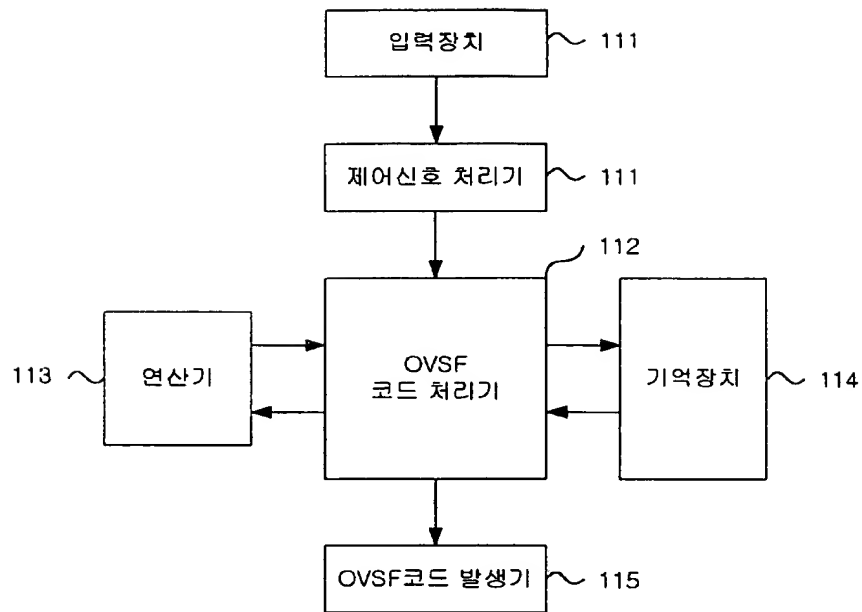 입력장치
111
제어신호 처리기
111
112
113
연산기
OVSF
코드 처리기
기억장치
114
OVSF코드 발생기
115